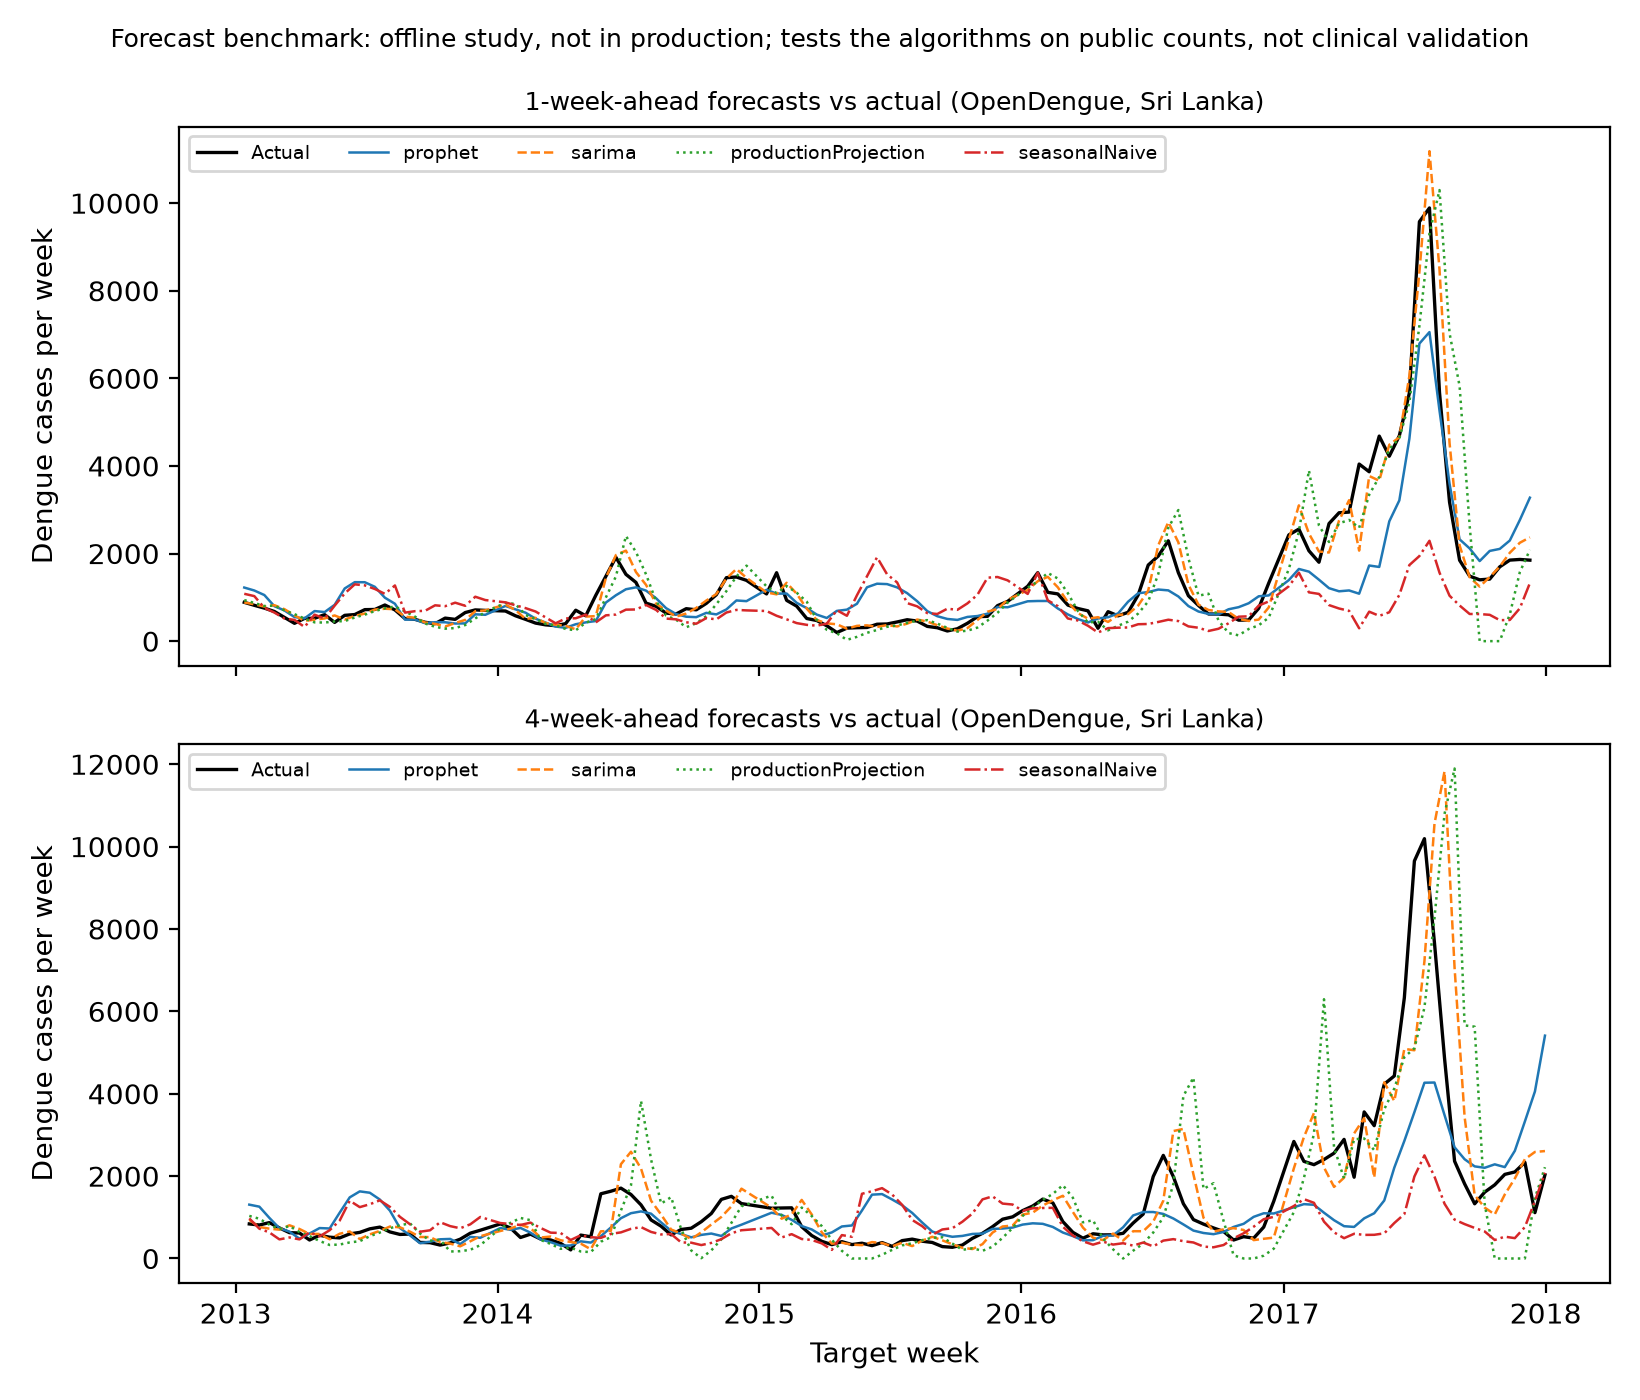 Forecast benchmark: offline study, not in production; tests the algorithms on public counts, not clinical validation
1-week-ahead forecasts vs actual (OpenDengue, Sri Lanka)
Actual prophet sarima productionProjection seasonalNaive
Dengue cases per week
10000
8000
6000
4000
2000
0
4-week-ahead forecasts vs actual (OpenDengue, Sri Lanka)
Actual prophet sarima productionProjection seasonalNaive
Dengue cases per week
12000
10000
8000
6000
4000
2000
0
2013 2014 2015 2016 2017 2018
Target week